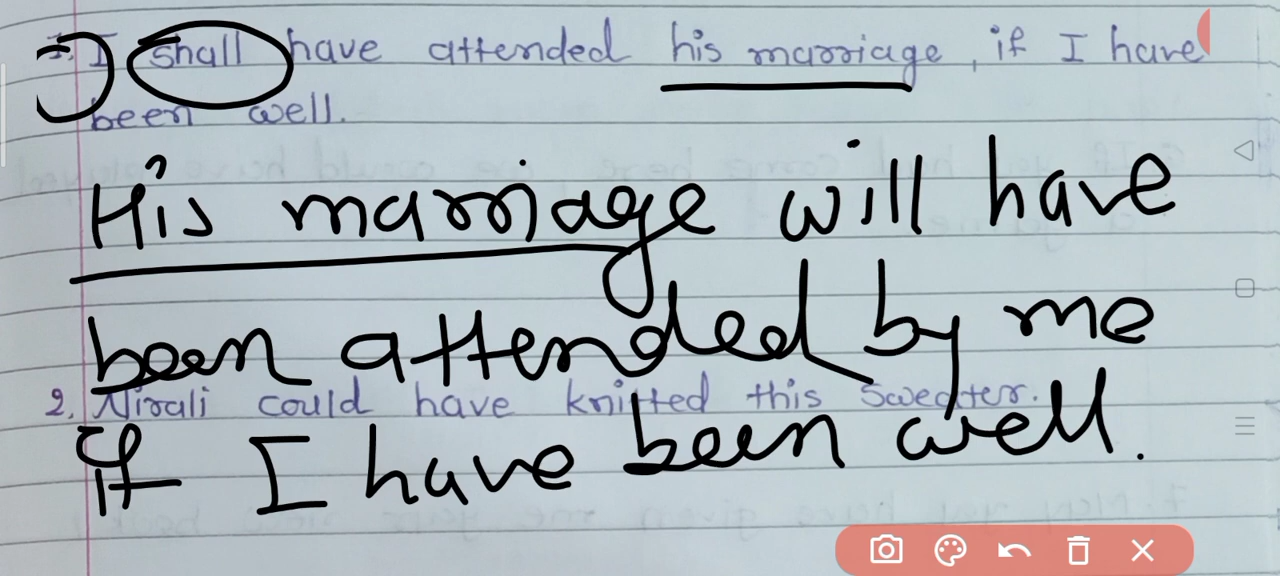 1. I shall have attended his marriage, if I have
been well.
His marriage will have
been attended by me
2. Nirali could have knitted this Sweater.
if I have been well.